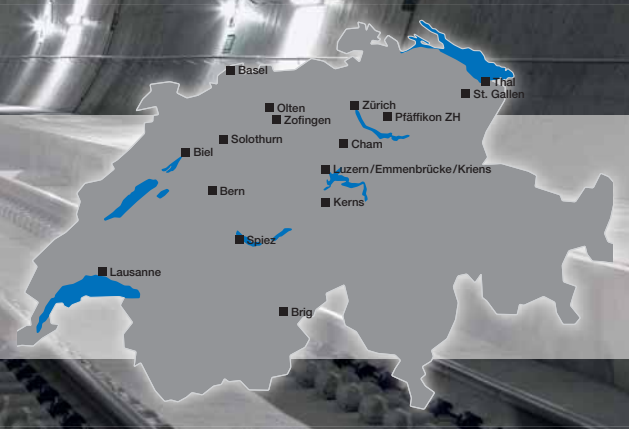 Basel
Thal
St. Gallen
Olten
Zürich
Zofingen
Pfäffikon ZH
Solothurn
Cham
Biel
Luzern/Emmenbrücke/Kriens
Bern
Kerns
Spiez
Lausanne
Brig